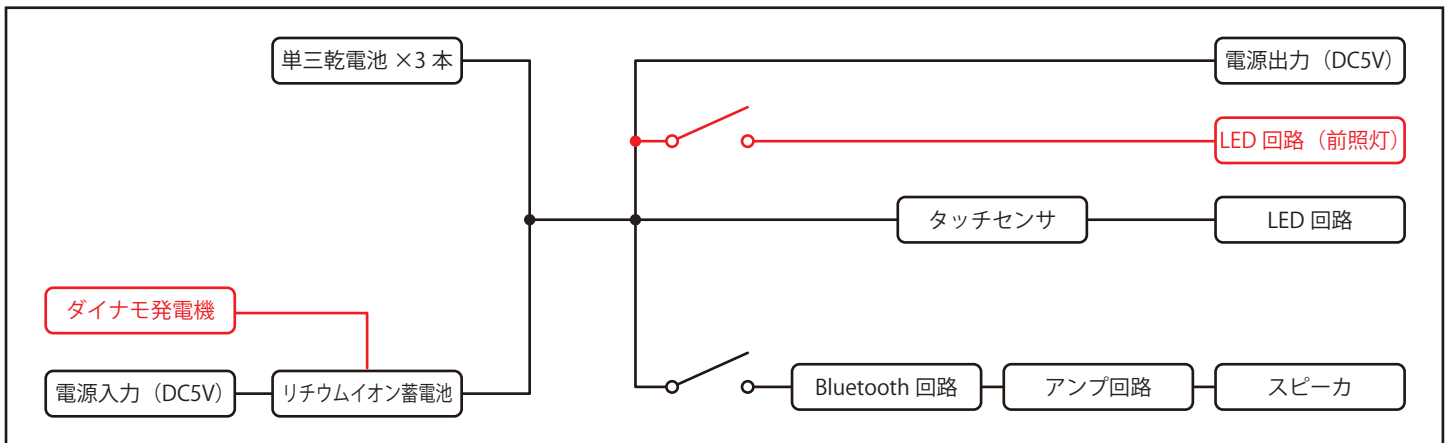 単三乾電池 ×3 本
電源出力（DC5V）
LED 回路（前照灯）
タッチセンサ
LED 回路
ダイナモ発電機
電源入力（DC5V）
リチウムイオン蓄電池
Bluetooth 回路
アンプ回路
スピーカ